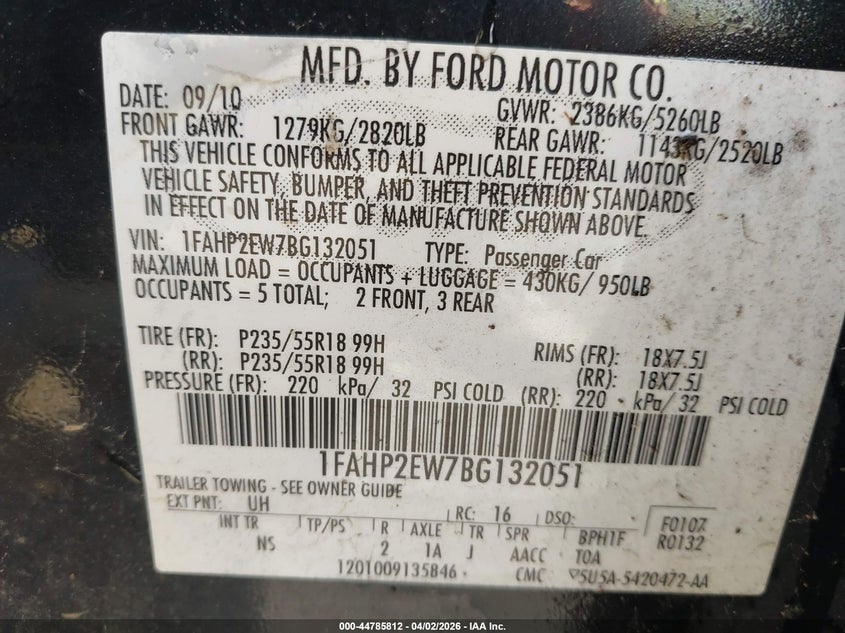 MFD. BY FORD MOTOR CO.
DATE: 09/10 GVWR: 2386KG/5260LB
FRONT GAWR: 1279KG/2820LB REAR GAWR: 1143KG/2520LB
THIS VEHICLE CONFORMS TO ALL APPLICABLE FEDERAL MOTOR
VEHICLE SAFETY, BUMPER, AND THEFT PREVENTION STANDARDS
IN EFFECT ON THE DATE OF MANUFACTURE SHOWN ABOVE.
VIN: 1FAHP2EW7BG132051 TYPE: Passenger Car
MAXIMUM LOAD = OCCUPANTS + LUGGAGE = 430KG/ 950LB
OCCUPANTS = 5 TOTAL; 2 FRONT, 3 REAR
TIRE (FR): P235/55R18 99H RIMS (FR): 18X7.5J
(RR): P235/55R18 99H (RR): 18X7.5J
PRESSURE (FR): 220 kPa/ 32 PSI COLD (RR): 220 kPa/ 32 PSI COLD
1FAHP2EW7BG132051
TRAILER TOWING - SEE OWNER GUIDE
EXT PNT: UH RC: 16 DSO: F0107
INT TR TP/PS R AXLE TR SPR BPH1F R0132
NS 2 1A J AACC TOA
1201009135846 CMC 5U5A-5420472-AA
000-44785812 - 04/02/2026 - IAA Inc.